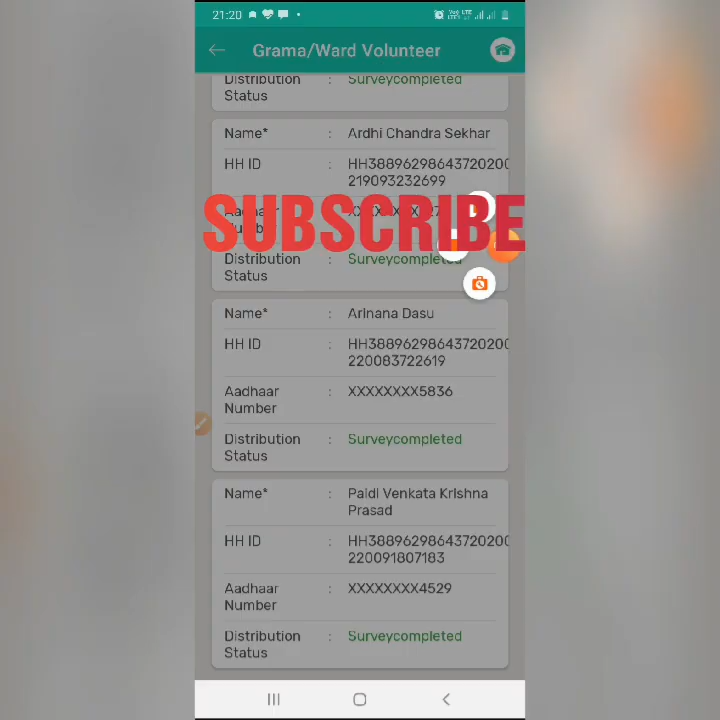 21:20
Grama/Ward Volunteer
Distribution : Surveycompleted
Status
Name* : Ardhi Chandra Sekhar
HH ID : HH38896298643720200
219093232699
SUBSCRIBE
Distribution : Surveycompleted
Status
Name* : Arinana Dasu
HH ID : HH38896298643720200
220083722619
Aadhaar : XXXXXXXX5836
Number
Distribution : Surveycompleted
Status
Name* : Paidi Venkata Krishna
Prasad
HH ID : HH38896298643720200
220091807183
Aadhaar : XXXXXXXX4529
Number
Distribution : Surveycompleted
Status